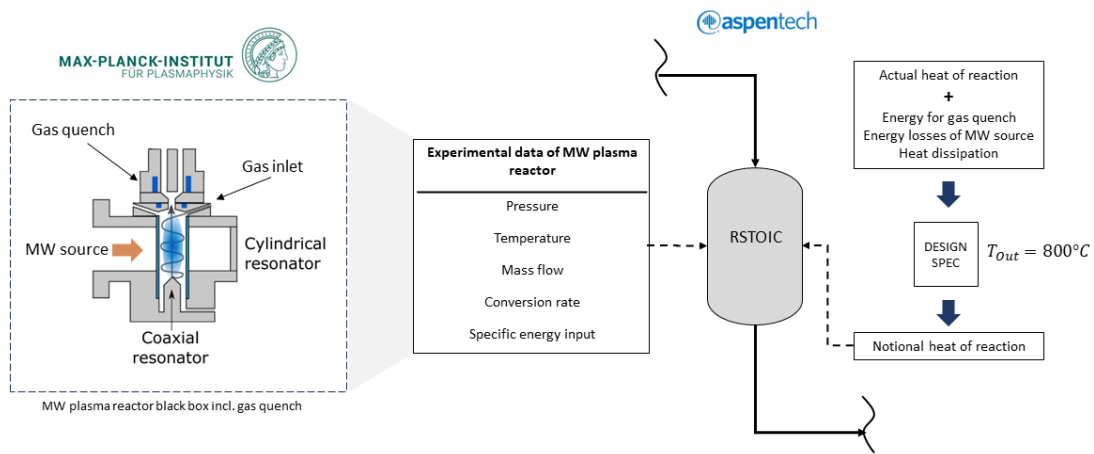 MAX-PLANCK-INSTITUT
FÜR PLASMAPHYSIK
aspentech
Gas quench
Gas inlet
MW source
Cylindrical
resonator
Coaxial
resonator
MW plasma reactor black box incl. gas quench
Experimental data of MW plasma
reactor
Pressure
Temperature
Mass flow
Conversion rate
Specific energy input
RSTOIC
Actual heat of reaction
+
Energy for gas quench
Energy losses of MW source
Heat dissipation
DESIGN
SPEC
T_Out = 800°C
Notional heat of reaction